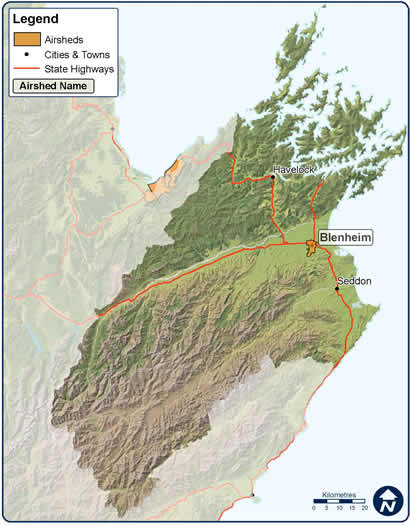 Legend
Airsheds
Cities & Towns
State Highways
Airshed Name
Havelock
Blenheim
Seddon
Kilometres
0 5 10 15 20
N